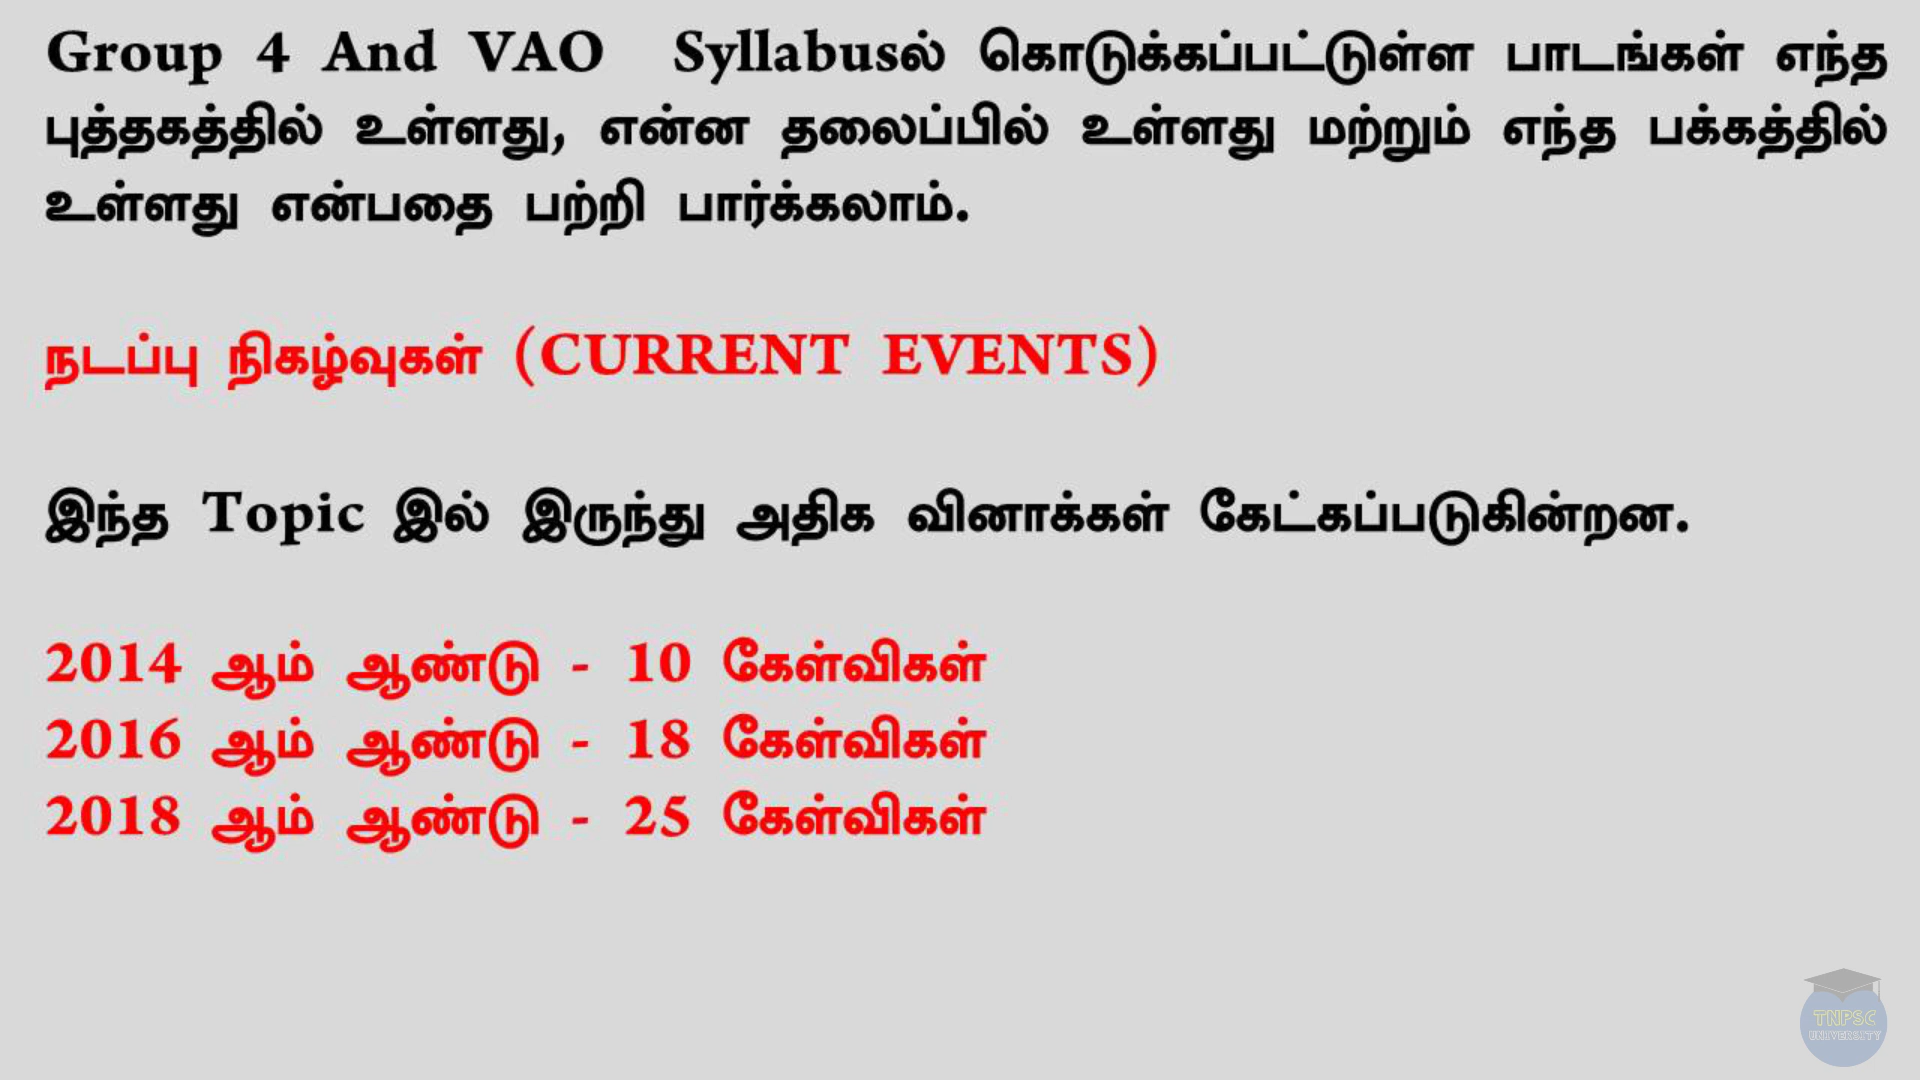 Group 4 And VAO Syllabusல் கொடுக்கப்பட்டுள்ள பாடங்கள் எந்த
புத்தகத்தில் உள்ளது, என்ன தலைப்பில் உள்ளது மற்றும் எந்த பக்கத்தில்
உள்ளது என்பதை பற்றி பார்க்கலாம்.
நடப்பு நிகழ்வுகள் (CURRENT EVENTS)
இந்த Topic இல் இருந்து அதிக வினாக்கள் கேட்கப்படுகின்றன.
2014 ஆம் ஆண்டு - 10 கேள்விகள்
2016 ஆம் ஆண்டு - 18 கேள்விகள்
2018 ஆம் ஆண்டு - 25 கேள்விகள்
TNPSC
UNIVERSITY